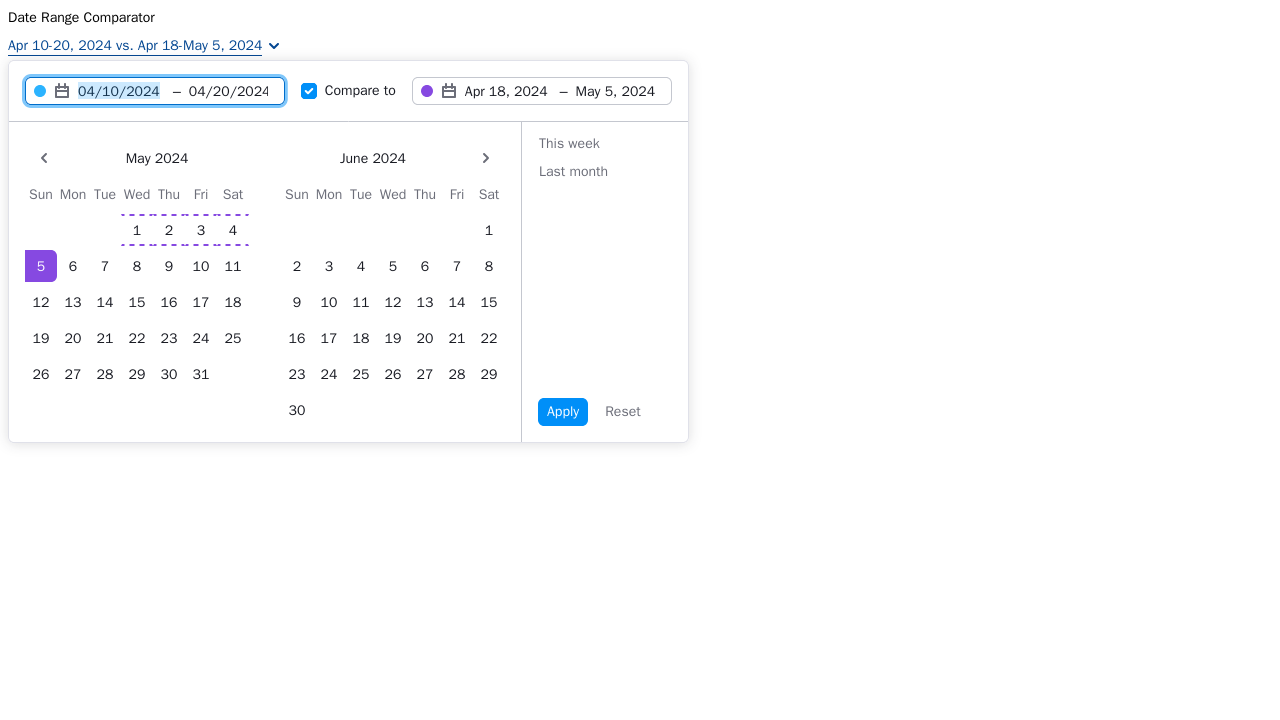 Date Range Comparator
Apr 10-20, 2024 vs. Apr 18-May 5, 2024
04/10/2024 – 04/20/2024 Compare to Apr 18, 2024 – May 5, 2024
May 2024
Sun Mon Tue Wed Thu Fri Sat
1 2 3 4
5 6 7 8 9 10 11
12 13 14 15 16 17 18
19 20 21 22 23 24 25
26 27 28 29 30 31
June 2024
Sun Mon Tue Wed Thu Fri Sat
1
2 3 4 5 6 7 8
9 10 11 12 13 14 15
16 17 18 19 20 21 22
23 24 25 26 27 28 29
30
This week
Last month
Apply Reset